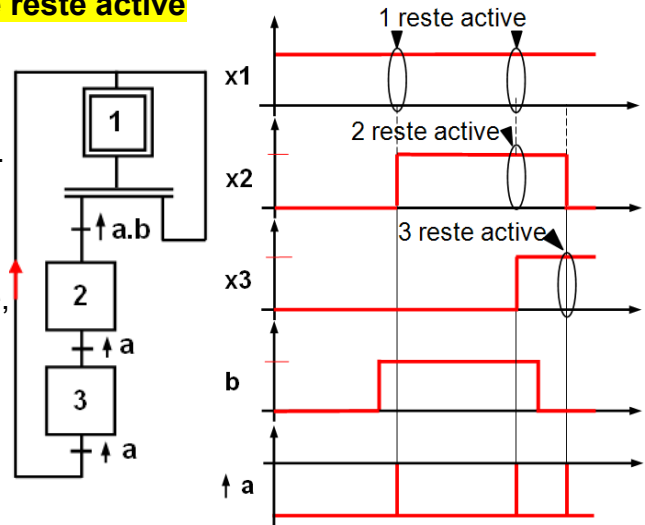 reste active
1 reste active
x1
1
2 reste active
x2
↑ a.b
3 reste active
x3
2
,
↑ a
b
3
↑ a
↑ a